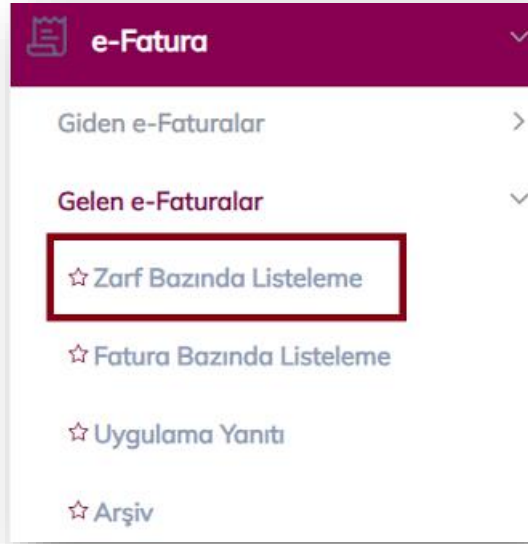 e-Fatura
Giden e-Faturalar
Gelen e-Faturalar
Zarf Bazında Listeleme
Fatura Bazında Listeleme
Uygulama Yanıtı
Arşiv